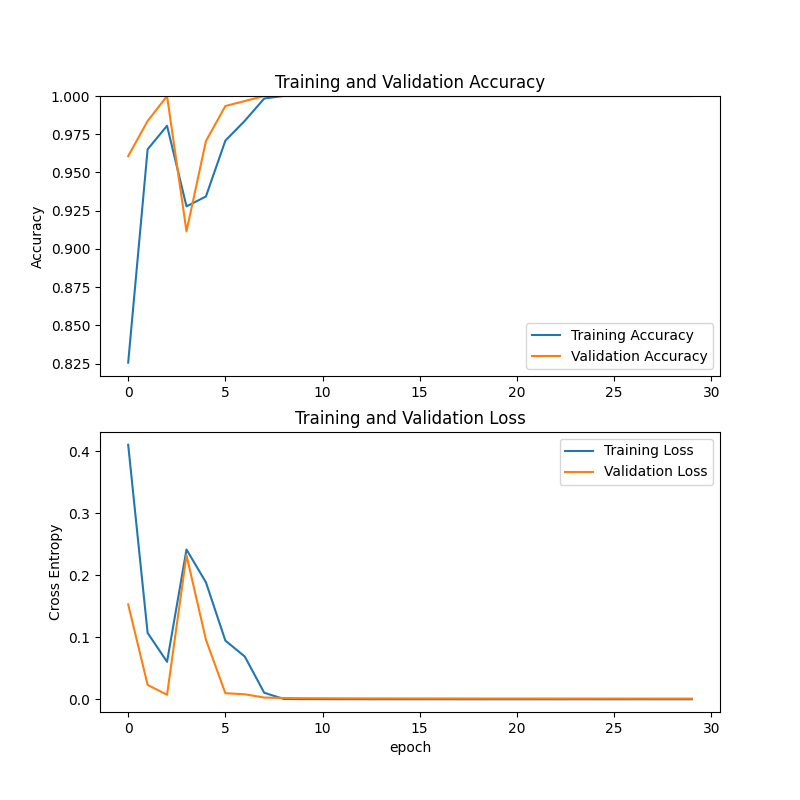 Training and Validation Accuracy
1.000
0.975
0.950
0.925
0.900
0.875
0.850
0.825
Accuracy
Training Accuracy
Validation Accuracy
0 5 10 15 20 25 30
Training and Validation Loss
0.4
0.3
0.2
0.1
0.0
Cross Entropy
Training Loss
Validation Loss
0 5 10 15 20 25 30
epoch